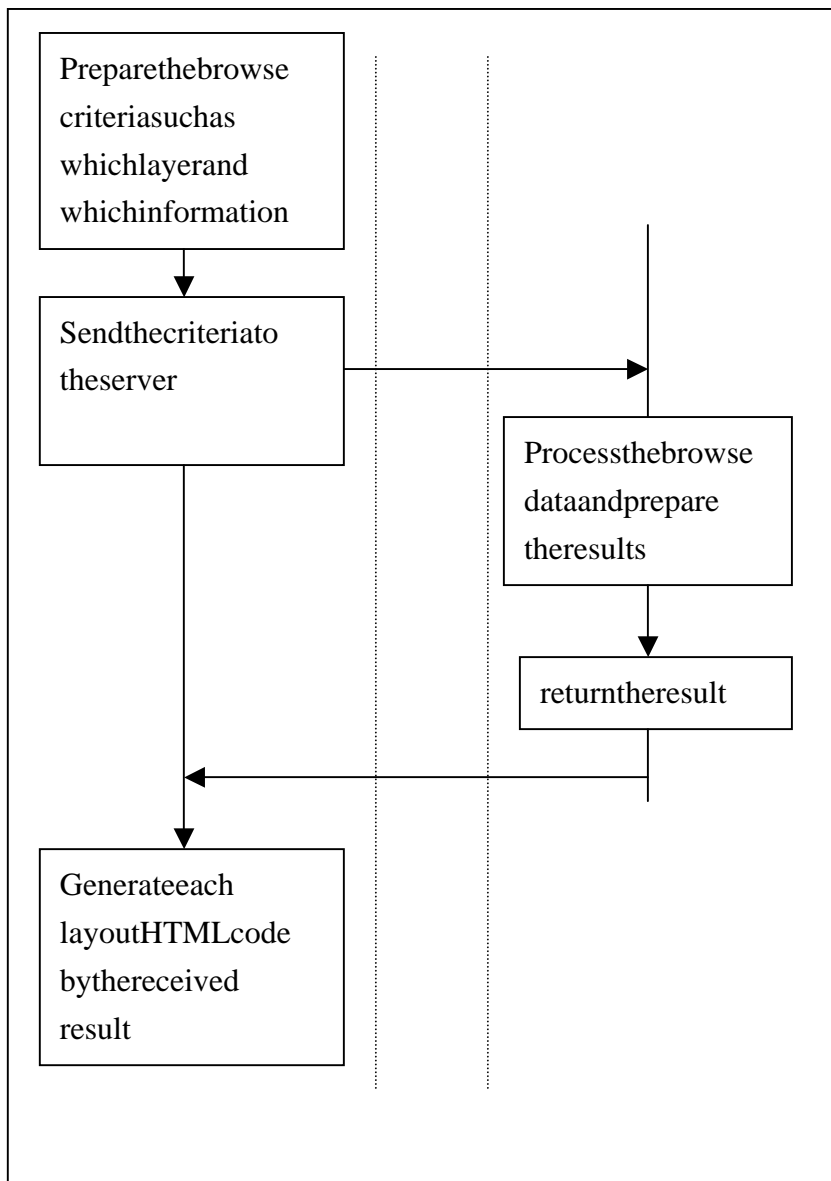 Preparethebrowse
criteriasuchas
whichlayerand
whichinformation
Sendthecriteriato
theserver
Processthebrowse
dataandprepare
theresults
returntheresult
Generateeach
layoutHTMLcode
bythereceived
result